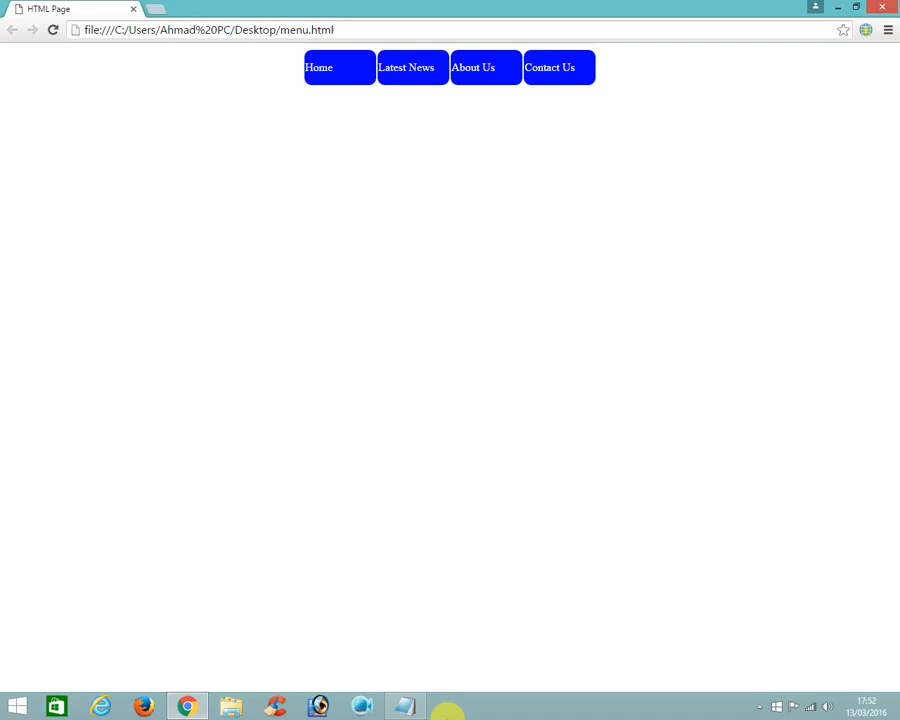 HTML Page
file:///C:/Users/Ahmad%20PC/Desktop/menu.html
Home Latest News About Us Contact Us
17:52
13/03/2016